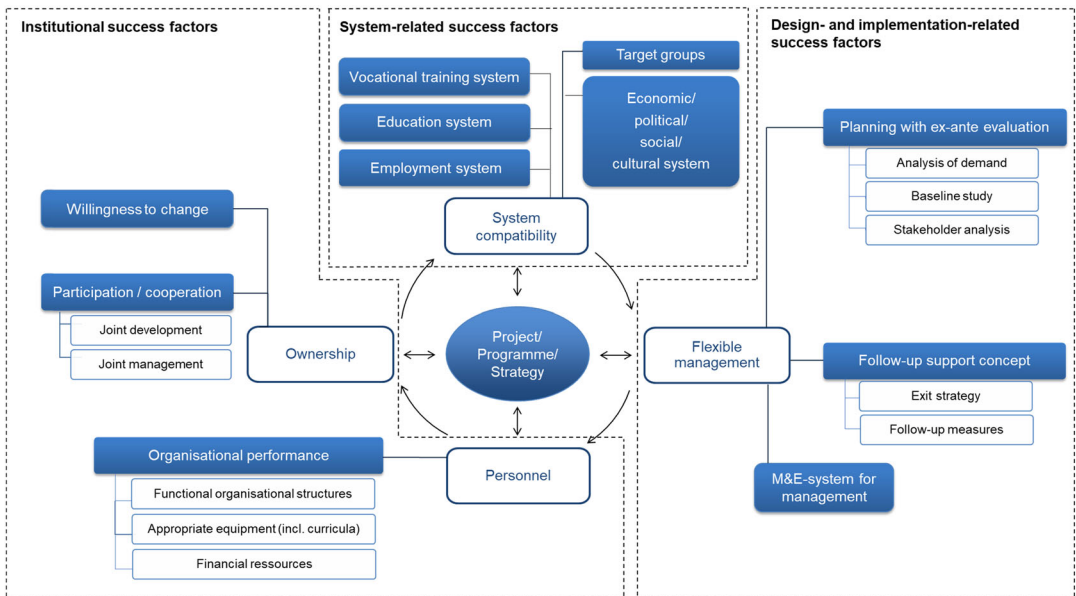 Institutional success factors
System-related success factors
Design- and implementation-related
success factors
Vocational training system
Education system
Employment system
Target groups
Economic/
political/
social/
cultural system
System
compatibility
Willingness to change
Participation / cooperation
Joint development
Joint management
Ownership
Project/
Programme/
Strategy
Flexible
management
Planning with ex-ante evaluation
Analysis of demand
Baseline study
Stakeholder analysis
Follow-up support concept
Exit strategy
Follow-up measures
M&E-system for
management
Organisational performance
Functional organisational structures
Appropriate equipment (incl. curricula)
Financial ressources
Personnel